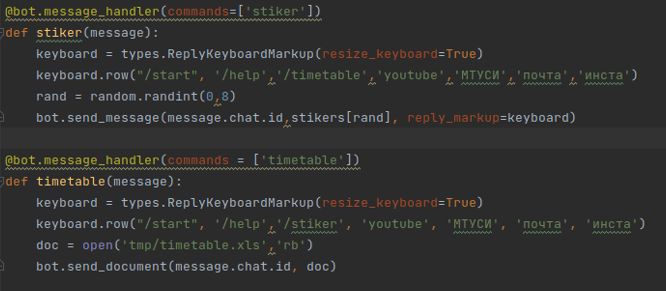 @bot.message_handler(commands=['stiker'])
def stiker(message):
    keyboard = types.ReplyKeyboardMarkup(resize_keyboard=True)
    keyboard.row("/start", '/help','/timetable','youtube','МТУСИ','почта','инста')
    rand = random.randint(0,8)
    bot.send_message(message.chat.id,stikers[rand], reply_markup=keyboard)
@bot.message_handler(commands = ['timetable'])
def timetable(message):
    keyboard = types.ReplyKeyboardMarkup(resize_keyboard=True)
    keyboard.row("/start", '/help','/stiker', 'youtube', 'МТУСИ', 'почта', 'инста')
    doc = open('tmp/timetable.xls','rb')
    bot.send_document(message.chat.id, doc)